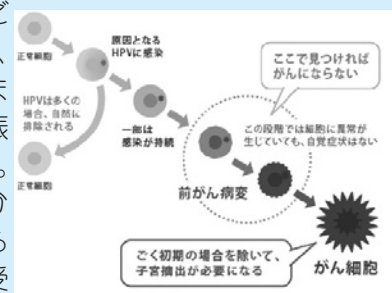 正常細胞
原因となる
HPVに感染
HPVは多くの
場合、自然に
排除される
正常細胞
一部は
感染が持続
ここで見つければ
がんにならない
この段階では細胞に異常が
生じていても、自覚症状はない
前がん病変
ごく初期の場合を除いて、
子宮摘出が必要になる
がん細胞